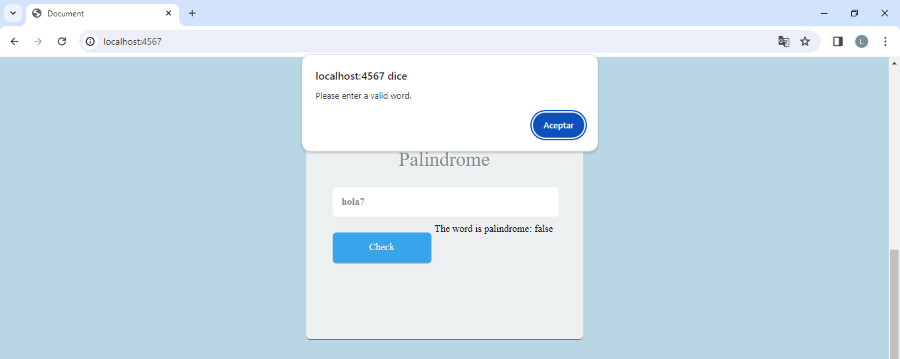 Document
localhost:4567
L
localhost:4567 dice
Please enter a valid word.
Aceptar
Palindrome
hola7
The word is palindrome: false
Check